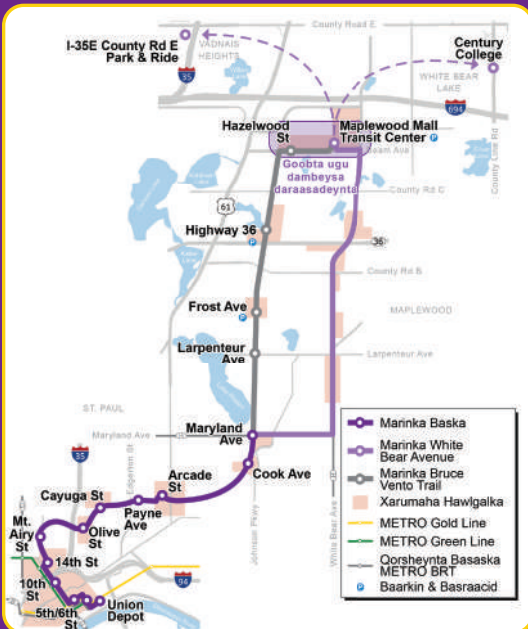 County Road E
I-35E County Rd E
Park & Ride
VADNAIS
HEIGHTS
35
Century
College
WHITE BEAR
LAKE
694
Hazelwood
St
Maplewood Mall
Transit Center
P
Goobta ugu
dambeysa
daraasadeynta
County Line Rd
County Rd C
61
Highway 36
P
36
County Rd B
Frost Ave
P
MAPLEWOOD
Larpenteur
Ave
Larpenteur Ave
ST. PAUL
Maryland Ave
Maryland
Ave
35
Edgerton St
Arcade
St
Cook Ave
Cayuga St
Payne
Ave
Johnson Pkwy
White Bear Ave
Mt.
Airy St
Olive
St
14th St
10th
St
94
5th/6th
St
Union
Depot
Marinka Baska
Marinka White
Bear Avenue
Marinka Bruce
Vento Trail
Xarumaha Hawlgalka
METRO Gold Line
METRO Green Line
Qorsheynta Basaska
METRO BRT
P Baarkin & Basraacid